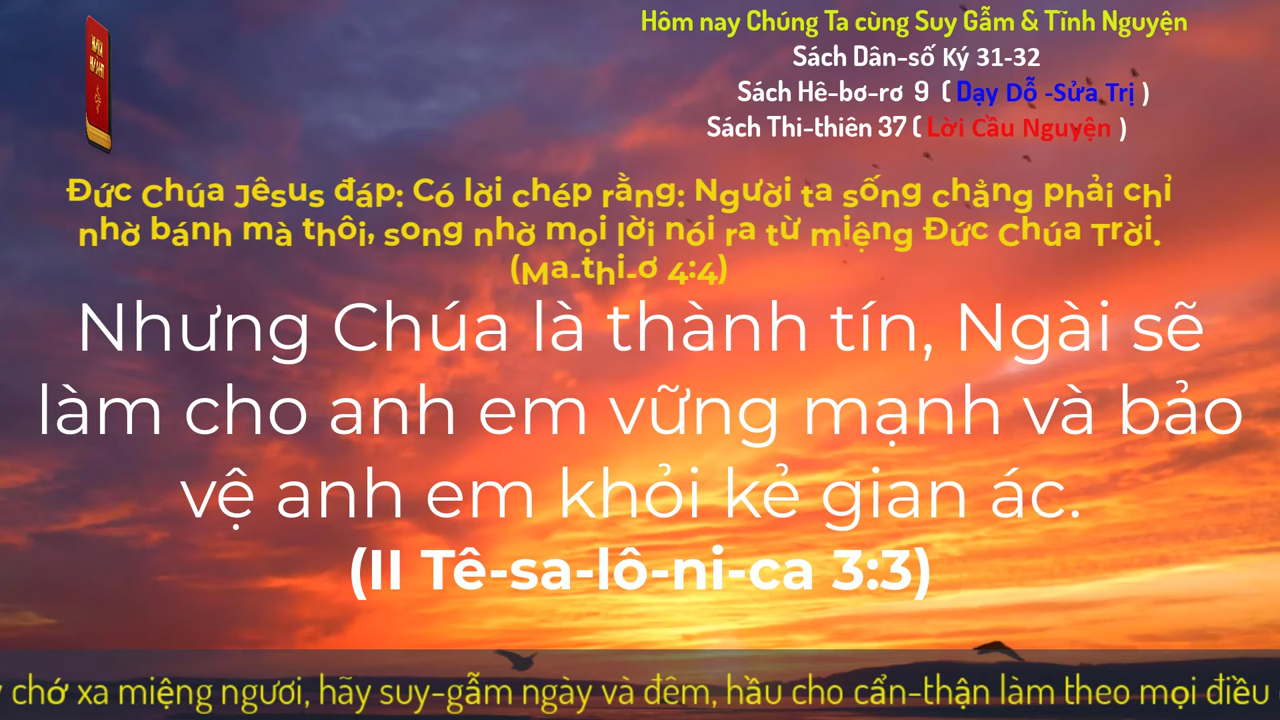 Hôm nay Chúng Ta cùng Suy Gẫm & Tĩnh Nguyện
Sách Dân-số Ký 31-32
Sách Hê-bơ-rơ 9 ( Dạy Dỗ -Sửa Trị )
Sách Thi-thiên 37 ( Lời Cầu Nguyện )
Đức Chúa Jêsus đáp: Có lời chép rằng: Người ta sống chẳng phải chỉ
nhờ bánh mà thôi, song nhờ mọi lời nói ra từ miệng Đức Chúa Trời.
(Ma-thi-ơ 4:4)
Nhưng Chúa là thành tín, Ngài sẽ
làm cho anh em vững mạnh và bảo
vệ anh em khỏi kẻ gian ác.
(II Tê-sa-lô-ni-ca 3:3)
chớ xa miệng ngươi, hãy suy-gẫm ngày và đêm, hầu cho cẩn-thận làm theo mọi điều